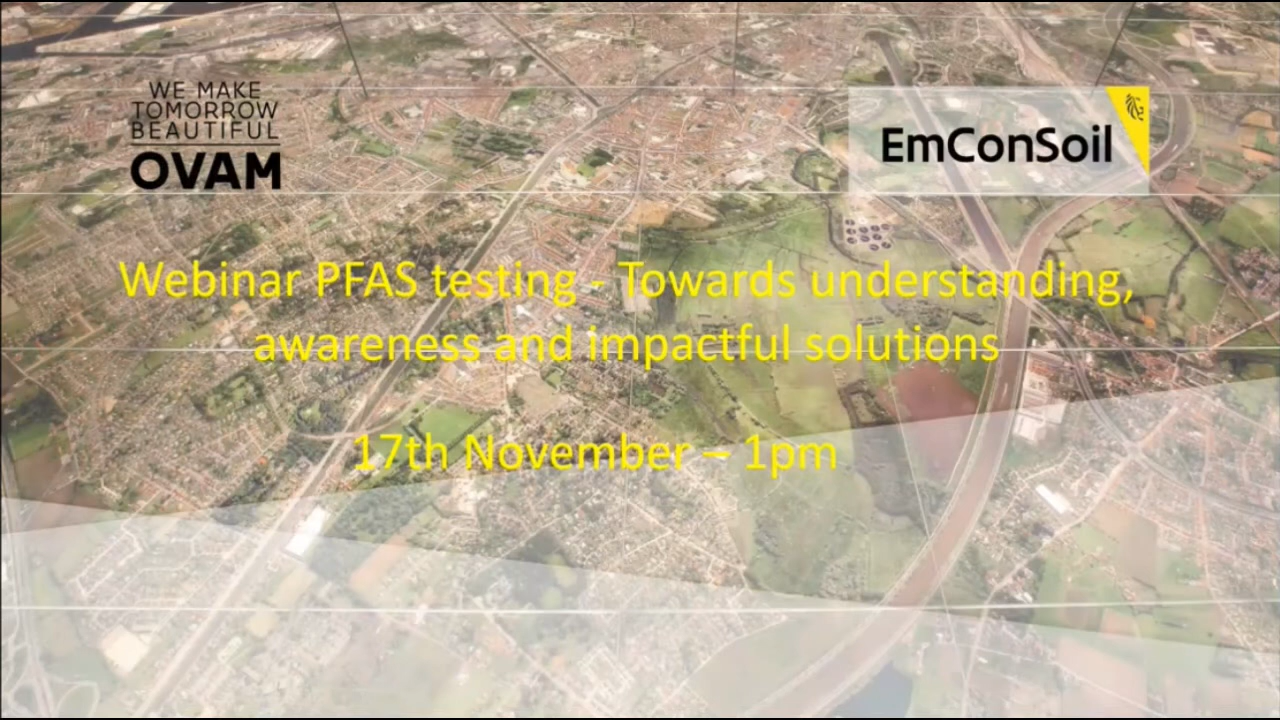 WE MAKE
TOMORROW
BEAUTIFUL
OVAM
EmConSoil
Webinar PFAS testing - Towards understanding,
awareness and impactful solutions
17th November – 1pm